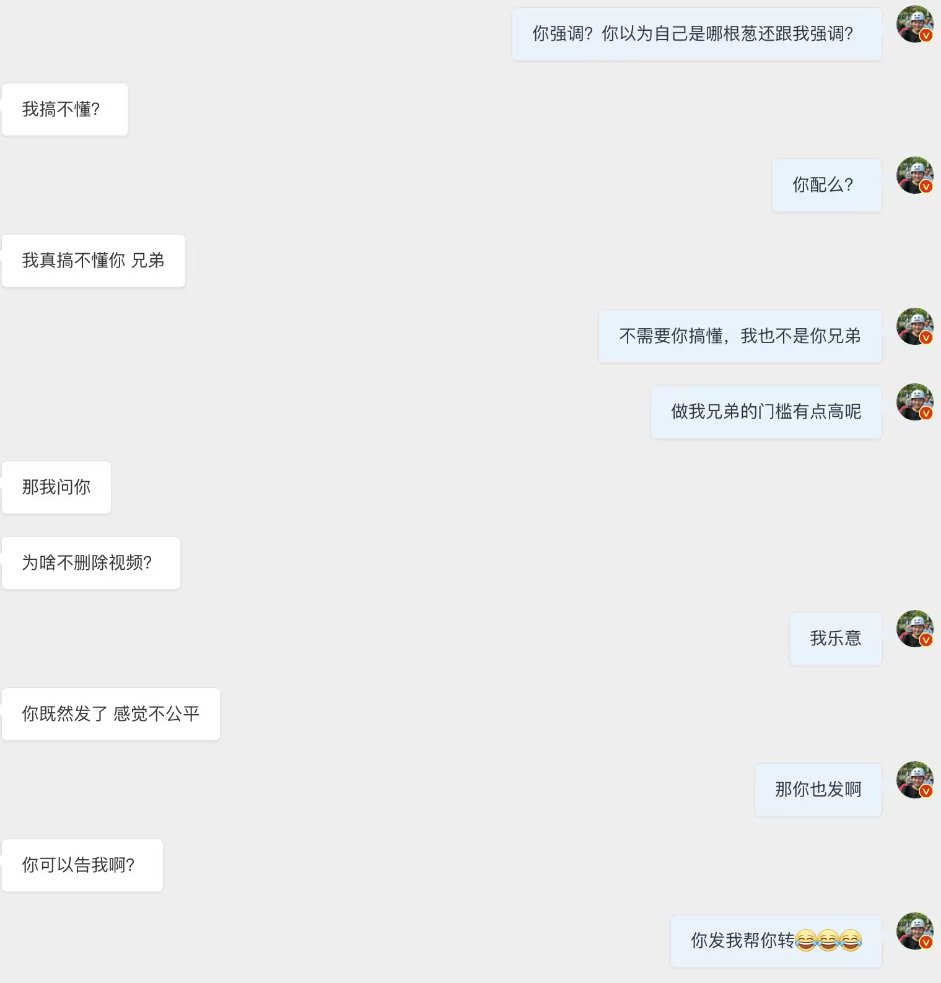 你强调？你以为自己是哪根葱还跟我强调？
我搞不懂？
你配么？
我真搞不懂你 兄弟
不需要你搞懂，我也不是你兄弟
做我兄弟的门槛有点高呢
那我问你
为啥不删除视频？
我乐意
你既然发了 感觉不公平
那你也发啊
你可以告我啊？
你发我帮你转😂😂😂